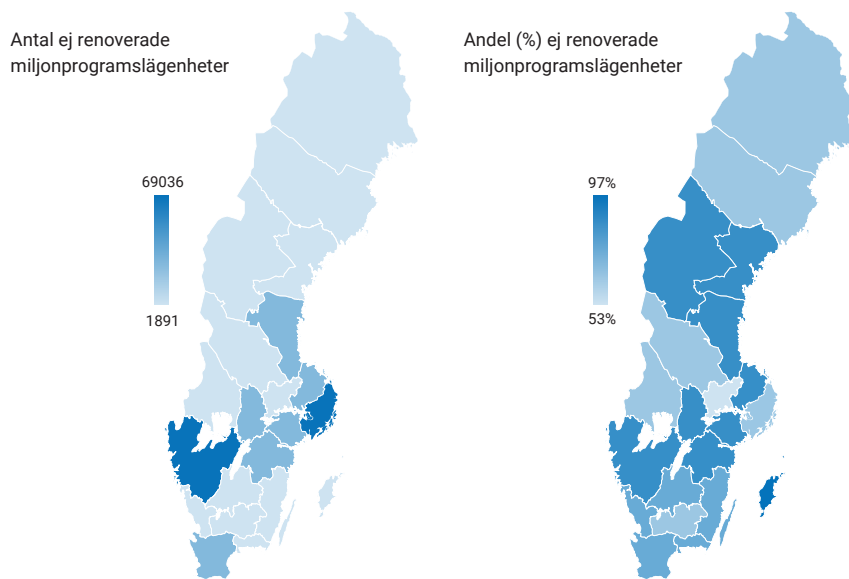 Antal ej renoverade
miljonprogramslägenheter
69036
1891
Andel (%) ej renoverade
miljonprogramslägenheter
97%
53%